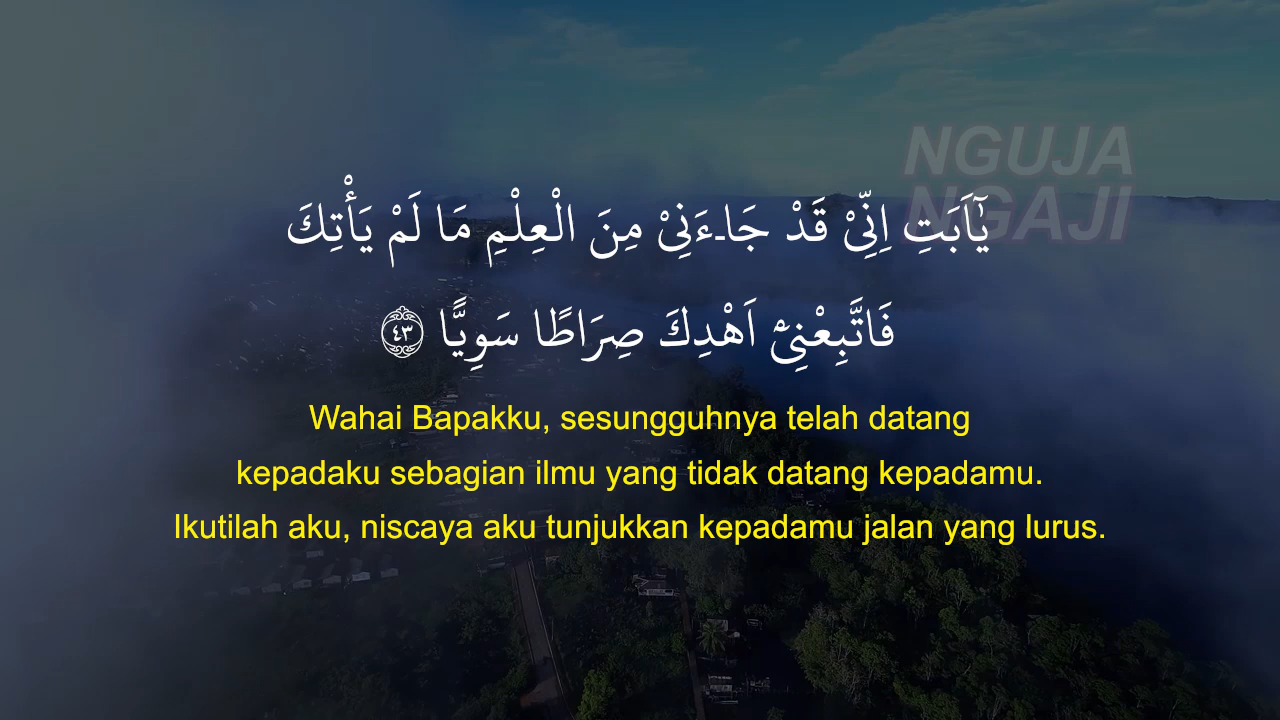 NGUJA
NGAJI
يٰٓاَبَتِ اِنِّيْ قَدْ جَاۤءَنِيْ مِنَ الْعِلْمِ مَا لَمْ يَأْتِكَ
فَاتَّبِعْنِيْٓ اَهْدِكَ صِرَاطًا سَوِيًّا ٤٣
Wahai Bapakku, sesungguhnya telah datang
kepadaku sebagian ilmu yang tidak datang kepadamu.
Ikutilah aku, niscaya aku tunjukkan kepadamu jalan yang lurus.